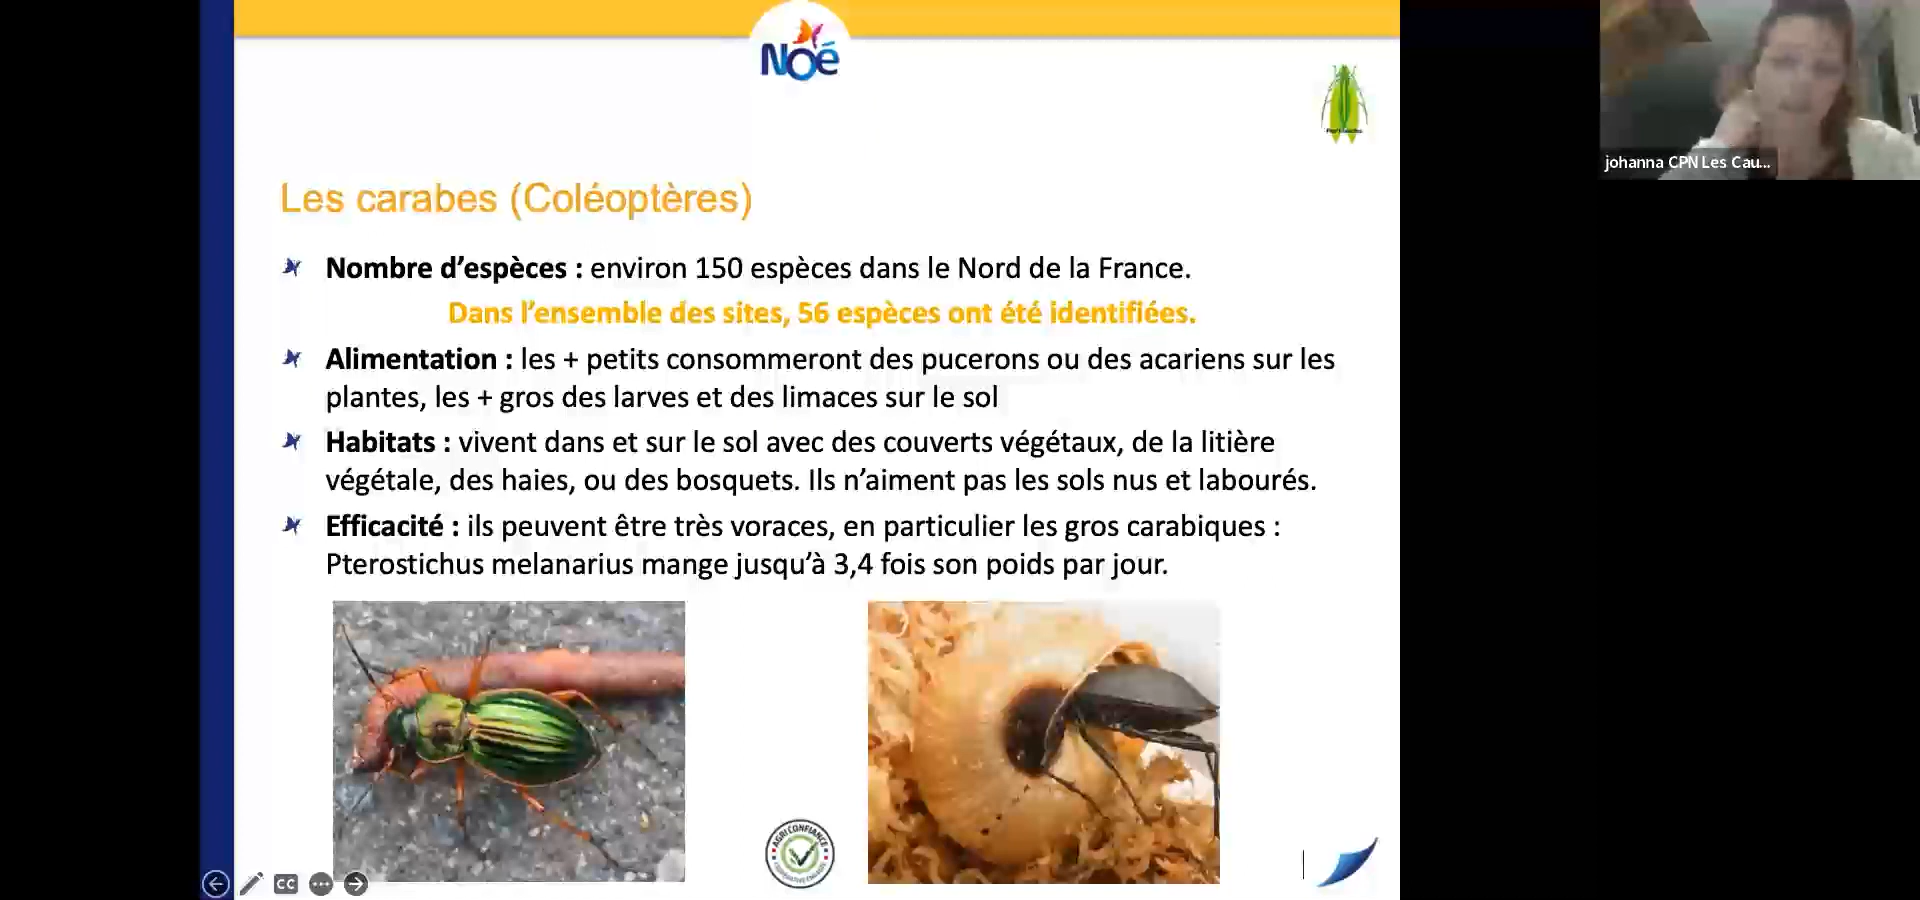 Noé
johanna CPN Les Cau...
Les carabes (Coléoptères)
Nombre d’espèces : environ 150 espèces dans le Nord de la France.
Dans l’ensemble des sites, 56 espèces ont été identifiées.
Alimentation : les + petits consommeront des pucerons ou des acariens sur les
plantes, les + gros des larves et des limaces sur le sol
Habitats : vivent dans et sur le sol avec des couverts végétaux, de la litière
végétale, des haies, ou des bosquets. Ils n’aiment pas les sols nus et labourés.
Efficacité : ils peuvent être très voraces, en particulier les gros carabiques :
Pterostichus melanarius mange jusqu’à 3,4 fois son poids par jour.
AGRI CONFIANCE
CC